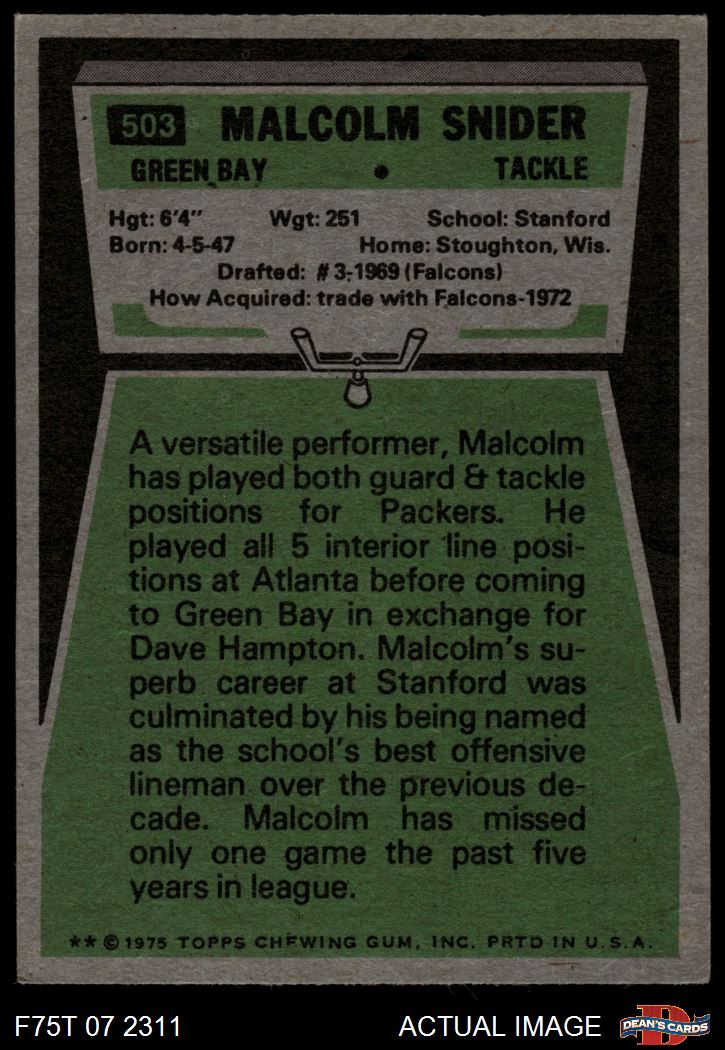 503 MALCOLM SNIDER
GREEN BAY • TACKLE
Hgt: 6'4" Wgt: 251 School: Stanford
Born: 4-5-47 Home: Stoughton, Wis.
Drafted: #3-1969 (Falcons)
How Acquired: trade with Falcons-1972
A versatile performer, Malcolm
has played both guard & tackle
positions for Packers. He
played all 5 interior line posi-
tions at Atlanta before coming
to Green Bay in exchange for
Dave Hampton. Malcolm's su-
perb career at Stanford was
culminated by his being named
as the school's best offensive
lineman over the previous de-
cade. Malcolm has missed
only one game the past five
years in league.
** © 1975 TOPPS CHEWING GUM, INC. PRTD IN U.S.A.
F75T 07 2311 ACTUAL IMAGE D DEAN'S CARDS